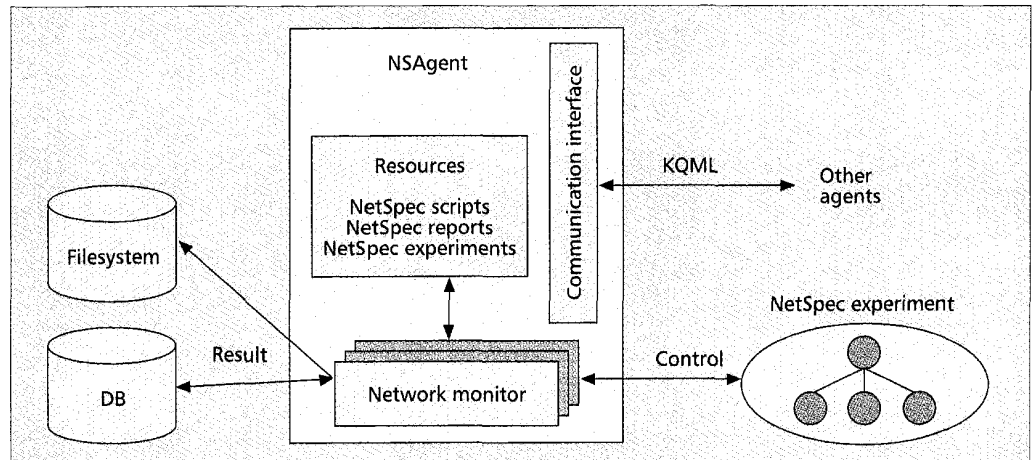 NSAgent
Communication interface
Resources
NetSpec scripts
NetSpec reports
NetSpec experiments
KQML
Other
agents
Filesystem
NetSpec experiment
Result
Control
DB
Network monitor